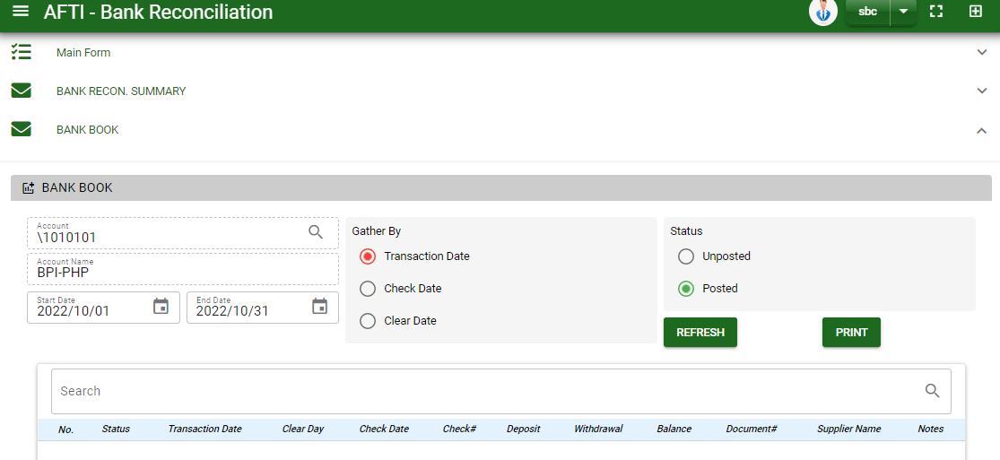 AFTI - Bank Reconciliation
sbc
Main Form
BANK RECON. SUMMARY
BANK BOOK
BANK BOOK
Account
\1010101
Account Name
BPI-PHP
Start Date
2022/10/01
End Date
2022/10/31
Gather By
Transaction Date
Check Date
Clear Date
Status
Unposted
Posted
REFRESH
PRINT
Search
No. Status Transaction Date Clear Day Check Date Check# Deposit Withdrawal Balance Document# Supplier Name Notes